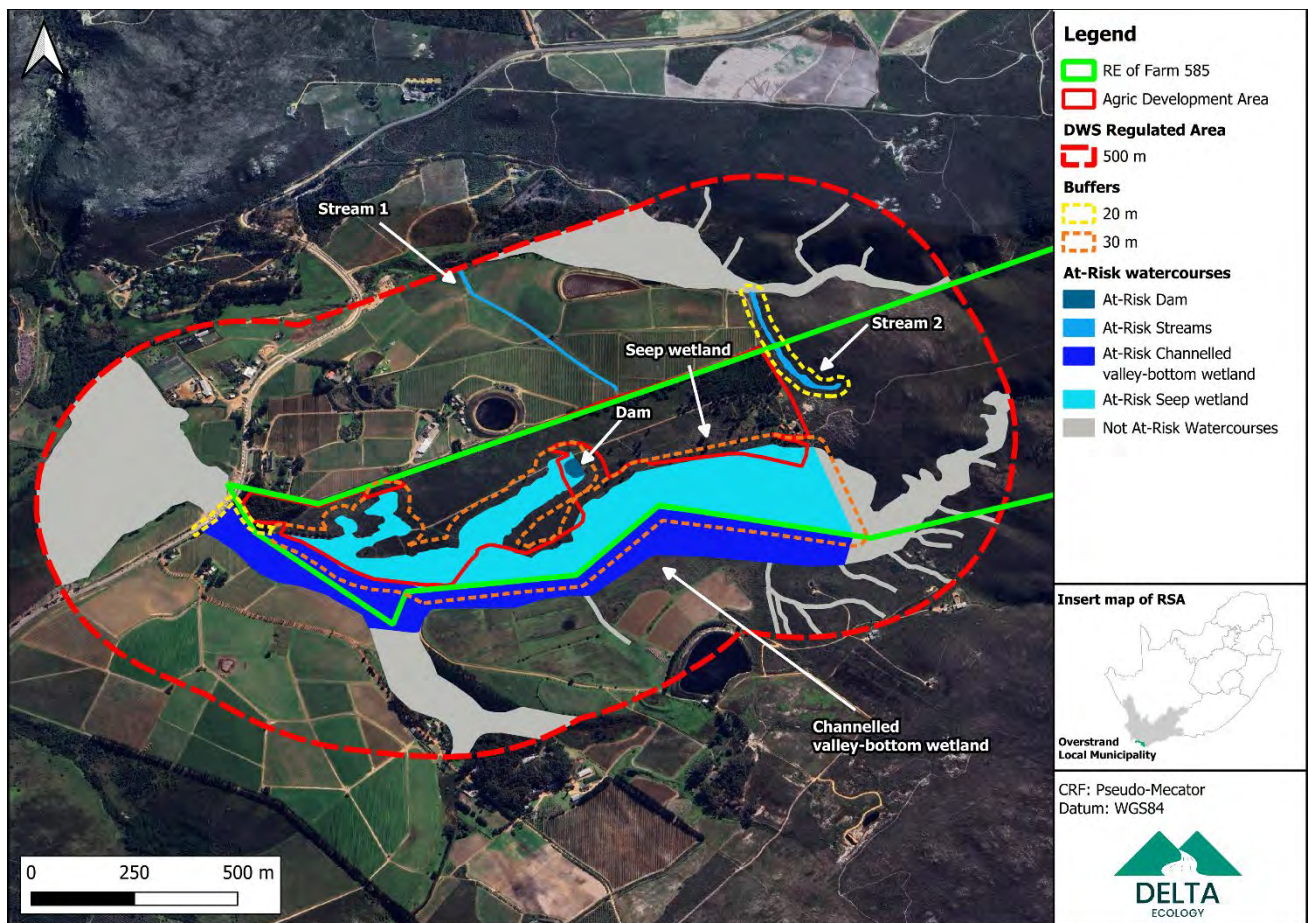 Stream 1
Stream 2
Seep wetland
Dam
Channelled
valley-bottom wetland
0 250 500 m
Legend
RE of Farm 585
Agric Development Area
DWS Regulated Area
500 m
Buffers
20 m
30 m
At-Risk watercourses
At-Risk Dam
At-Risk Streams
At-Risk Channelled
valley-bottom wetland
At-Risk Seep wetland
Not At-Risk Watercourses
Insert map of RSA
Overstrand
Local Municipality
CRF: Pseudo-Mecator
Datum: WGS84
DELTA
ECOLOGY